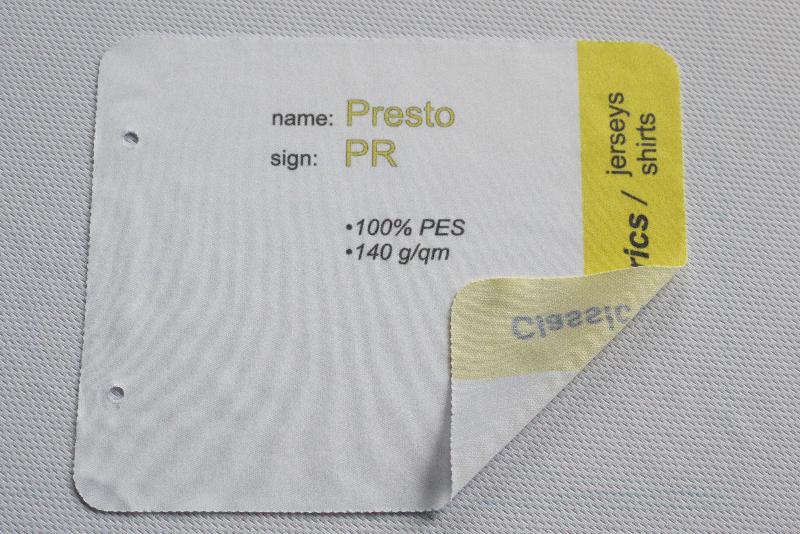 name: Presto
sign: PR
•100% PES
•140 g/qm
rics / jerseys
shirts
Classic